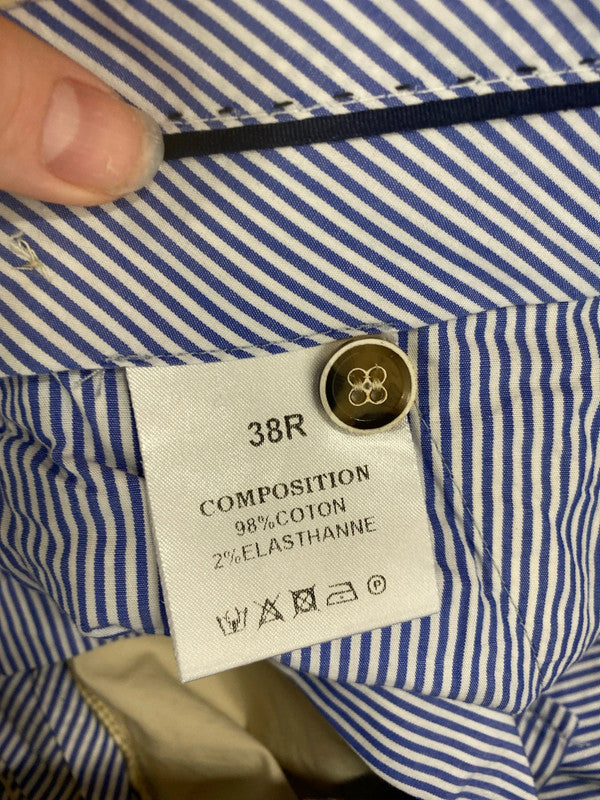 38R
COMPOSITION
98%COTON
2%ELASTHANNE
P